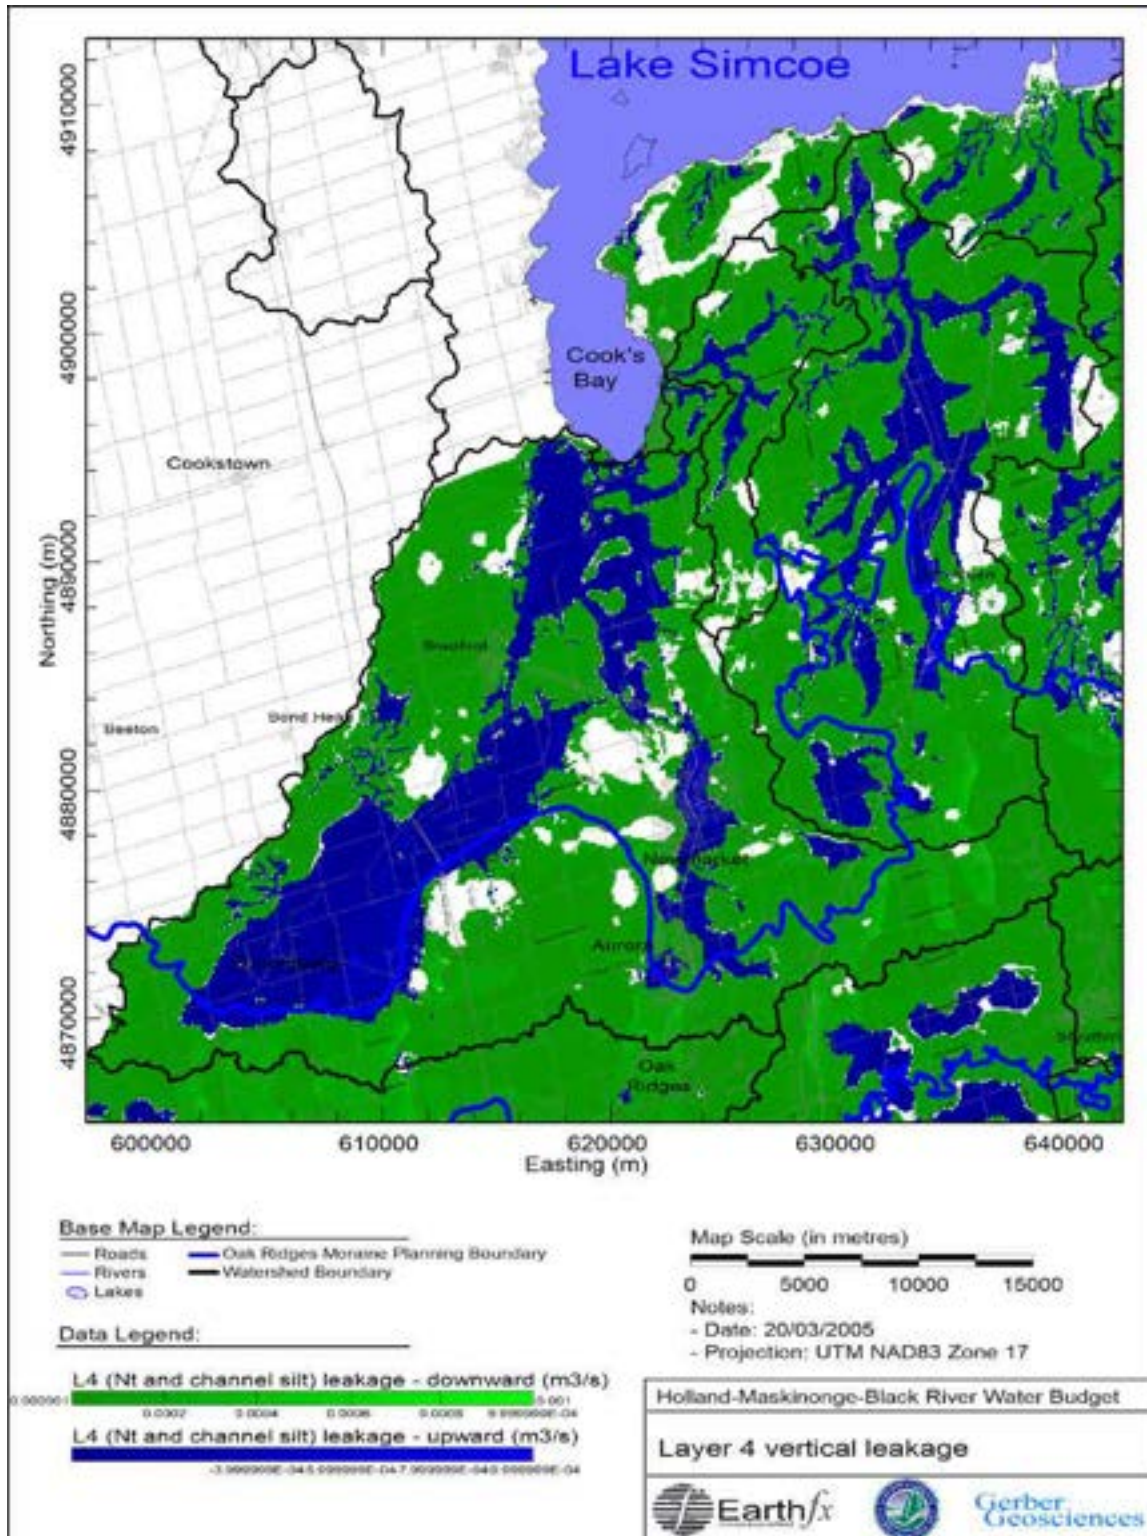 Lake Simcoe
4910000
4900000
Cook's
Bay
Cookstown
4890000
Northing (m)
Bond Head
Beeton
4880000
Newmarket
Aurora
4870000
Oak
Ridges
600000
610000
620000
630000
640000
Easting (m)
Base Map Legend:
Roads
Oak Ridges Moraine Planning Boundary
Rivers
Watershed Boundary
Lakes
Map Scale (in metres)
0
5000
10000
15000
Notes:
- Date: 20/03/2005
- Projection: UTM NAD83 Zone 17
Data Legend:
L4 (Nt and channel silt) leakage - downward (m3/s)
0.0002 0.0004 0.0006 0.0008 9.999999E-04
L4 (Nt and channel silt) leakage - upward (m3/s)
Holland-Maskinonge-Black River Water Budget
Layer 4 vertical leakage
Earthfx
Gerber
Geosciences